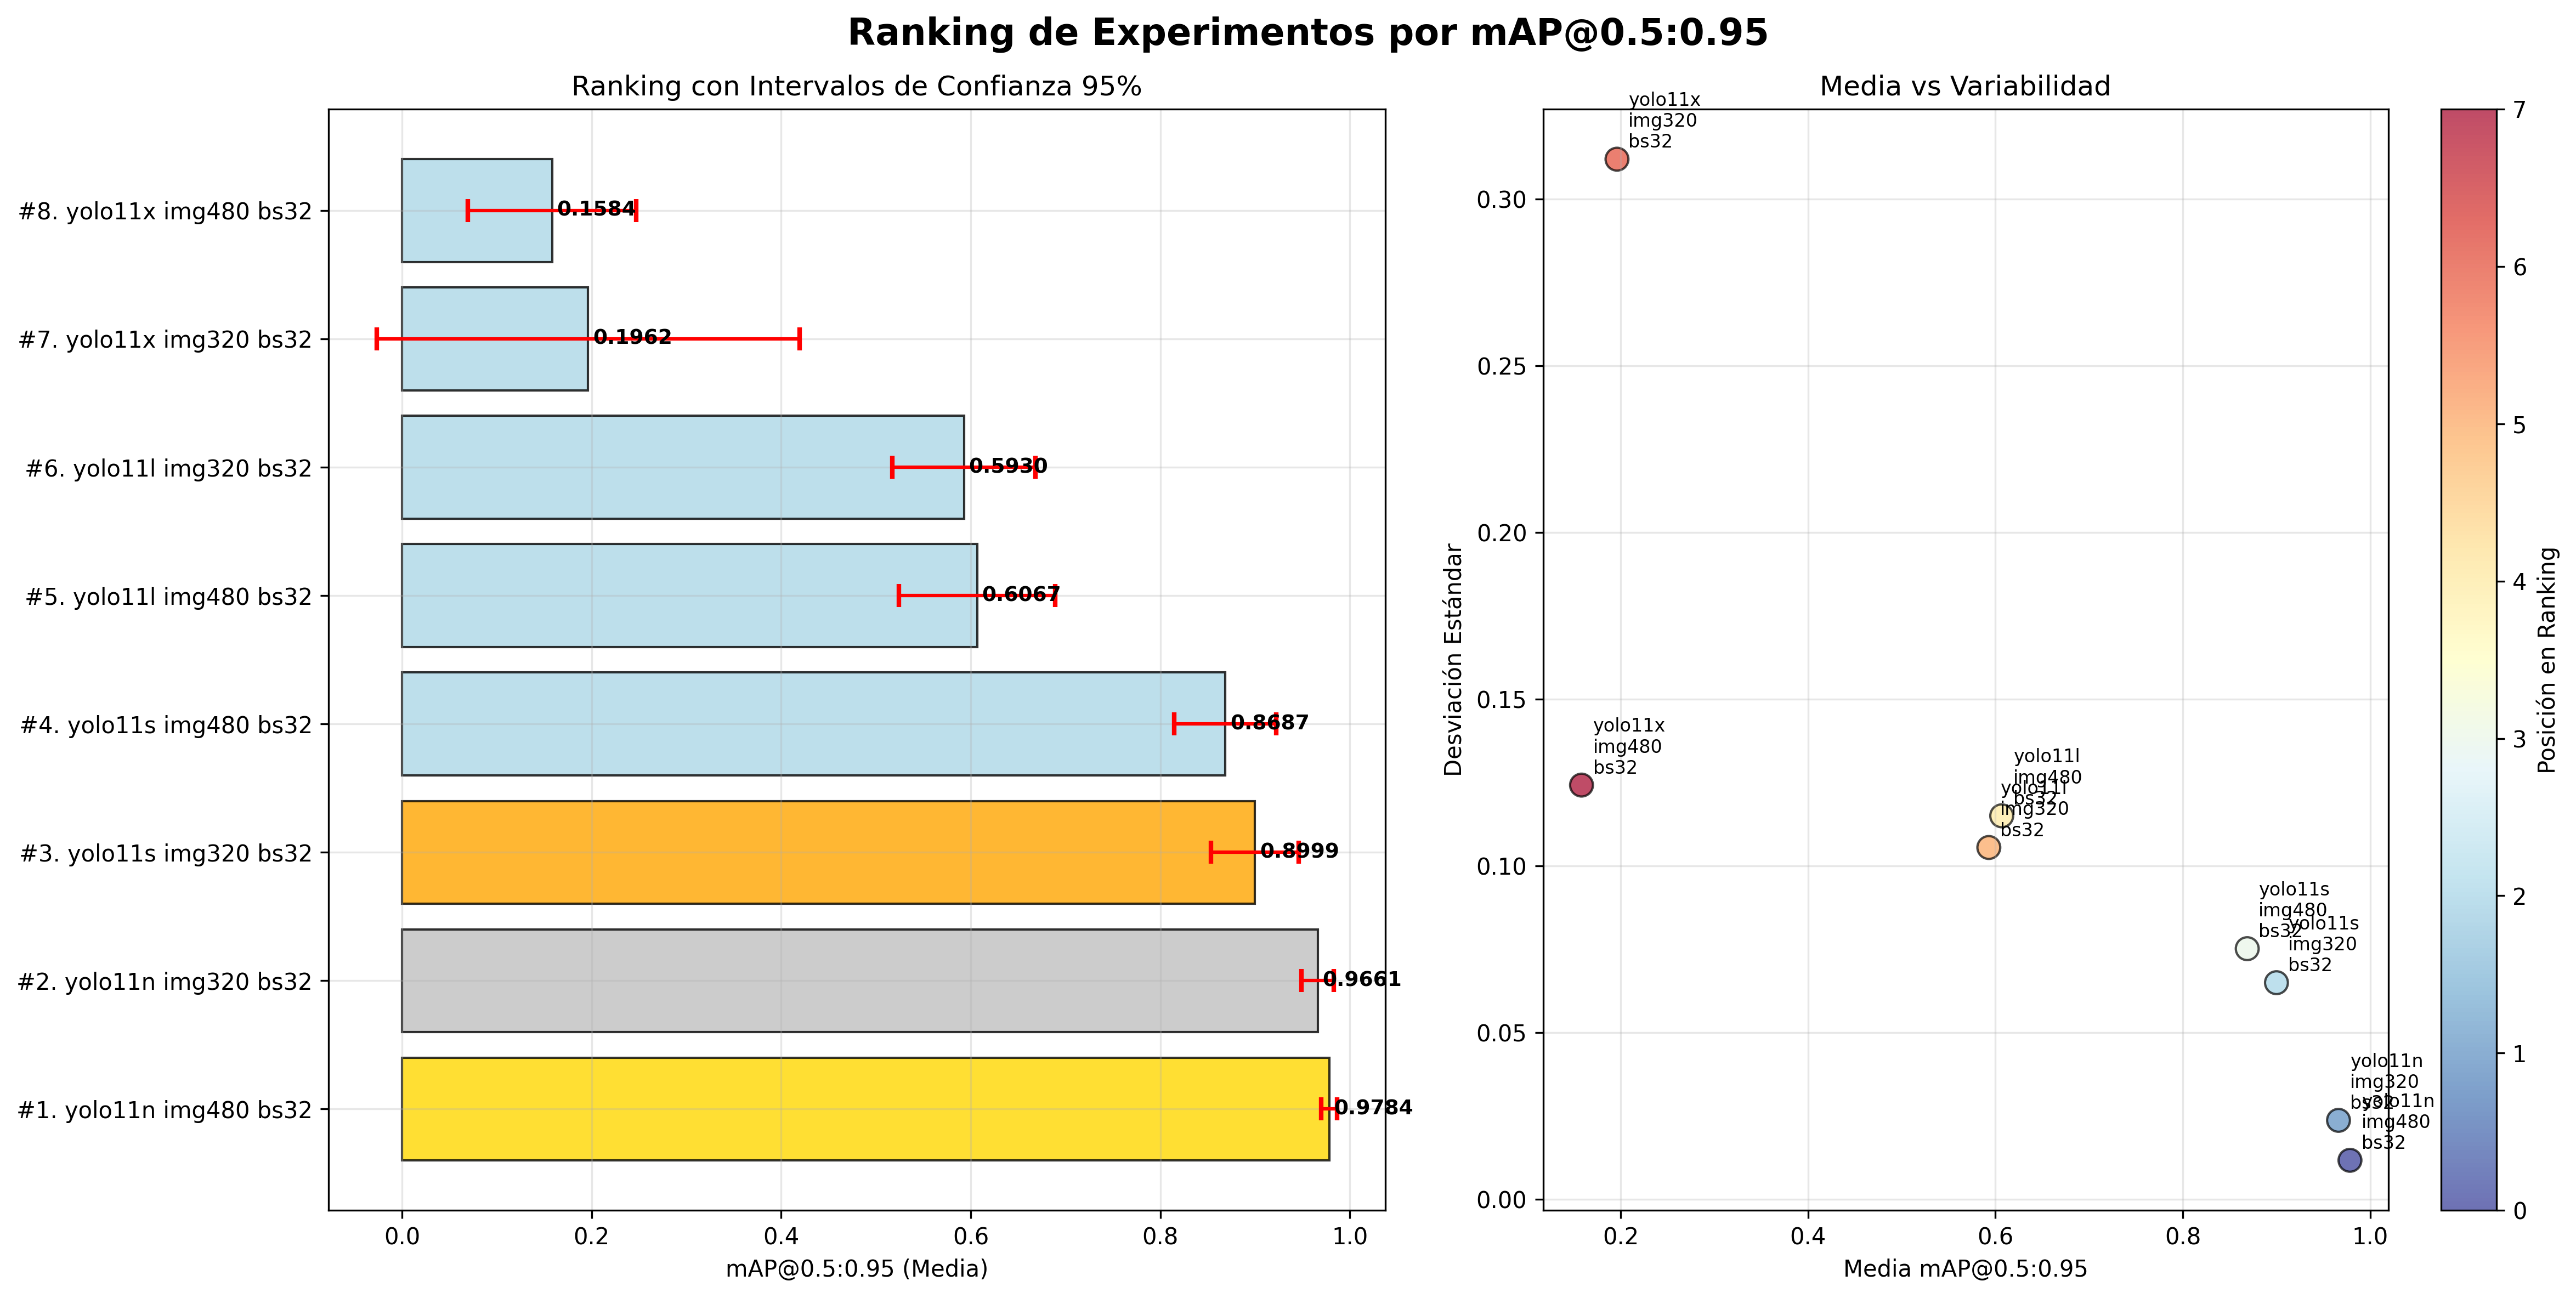 Ranking de Experimentos por mAP@0.5:0.95
Ranking con Intervalos de Confianza 95%
#8. yolo11x img480 bs32
0.1584
#7. yolo11x img320 bs32
0.1962
#6. yolo11l img320 bs32
0.5930
#5. yolo11l img480 bs32
0.6067
#4. yolo11s img480 bs32
0.8687
#3. yolo11s img320 bs32
0.8999
#2. yolo11n img320 bs32
0.9661
#1. yolo11n img480 bs32
0.9784
0.0 0.2 0.4 0.6 0.8 1.0
mAP@0.5:0.95 (Media)
Media vs Variabilidad
Desviación Estándar
0.30
0.25
0.20
0.15
0.10
0.05
0.00
yolo11x
img320
bs32
yolo11x
img480
bs32
yolo11l
img480
bs32
yolo11l
img320
bs32
yolo11s
img480
bs32
yolo11s
img320
bs32
yolo11n
img320
bs32
yolo11n
img480
bs32
0.2 0.4 0.6 0.8 1.0
Media mAP@0.5:0.95
7
6
5
4
3
2
1
0
Posición en Ranking